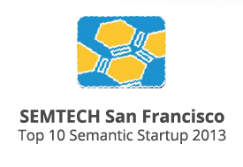 SEMTECH San Francisco
Top 10 Semantic Startup 2013